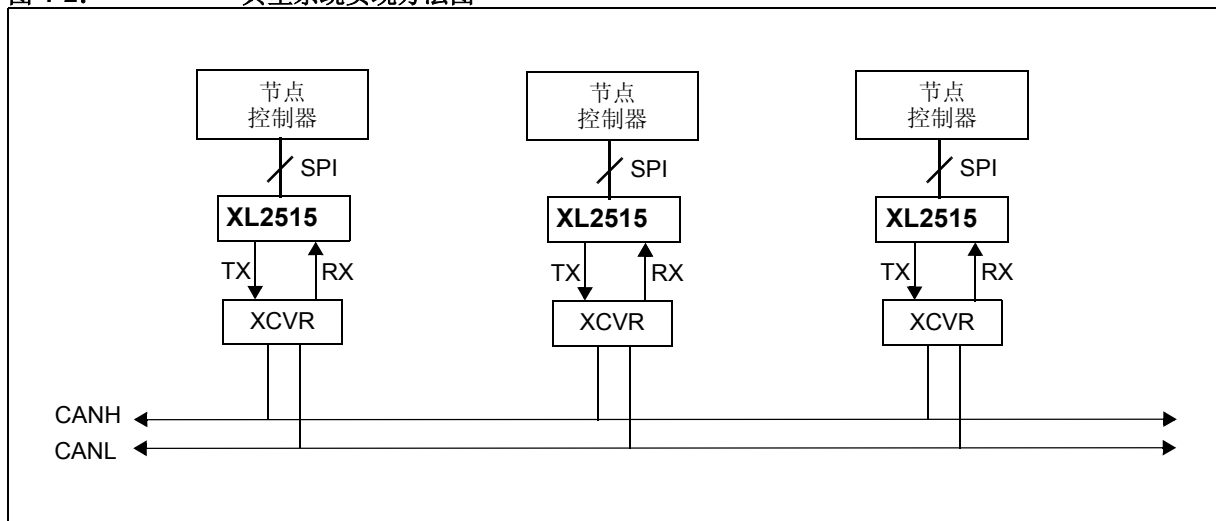 节点 节点 节点
控制器 控制器 控制器
SPI SPI SPI
XL2515 XL2515 XL2515
TX RX TX RX TX RX
XCVR XCVR XCVR
CANH
CANL